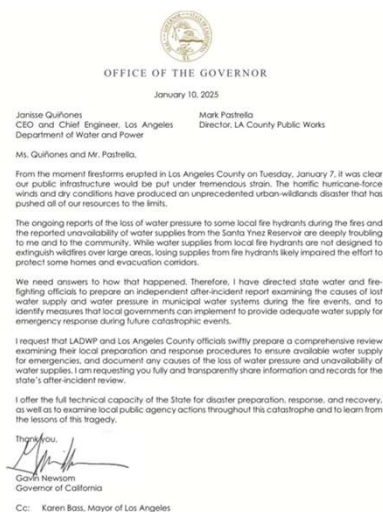 OFFICE OF THE GOVERNOR
January 10, 2025
Janisse Quiñones
CEO and Chief Engineer, Los Angeles
Department of Water and Power
Mark Pastrella
Director, LA County Public Works
Ms. Quiñones and Mr. Pastrella,
From the moment firestorms erupted in Los Angeles County on Tuesday, January 7, it was clear
our public infrastructure would be put under tremendous strain. The horrific hurricane-force
winds and dry conditions have produced an unprecedented urban-wildlands disaster that has
pushed all of our resources to the limits.
The ongoing reports of the loss of water pressure to some local fire hydrants during the fires and
the reported unavailability of water supplies from the Santa Ynez Reservoir are deeply troubling
to me and to the community. While water supplies from local fire hydrants are not designed to
extinguish wildfires over large areas, losing supplies from fire hydrants likely impaired the effort to
protect some homes and evacuation corridors.
We need answers to how that happened. Therefore, I have directed state water and fire-
fighting officials to prepare an independent after-incident report examining the causes of lost
water supply and water pressure in municipal water systems during the fire events, and to
identify measures that local governments can implement to provide adequate water supply for
emergency response during future catastrophic events.
I request that LADWP and Los Angeles County officials swiftly prepare a comprehensive review
examining their local preparation and response procedures to ensure available water supply
for emergencies, and document any causes of the loss of water pressure and unavailability of
water supplies. I am requesting you fully and transparently share information and records for the
state's after-incident review.
I offer the full technical capacity of the State for disaster preparation, response, and recovery,
as well as to examine local public agency actions throughout this catastrophe and to learn from
the lessons of this tragedy.
Thank you,
Gavin Newsom
Governor of California
Cc: Karen Bass, Mayor of Los Angeles